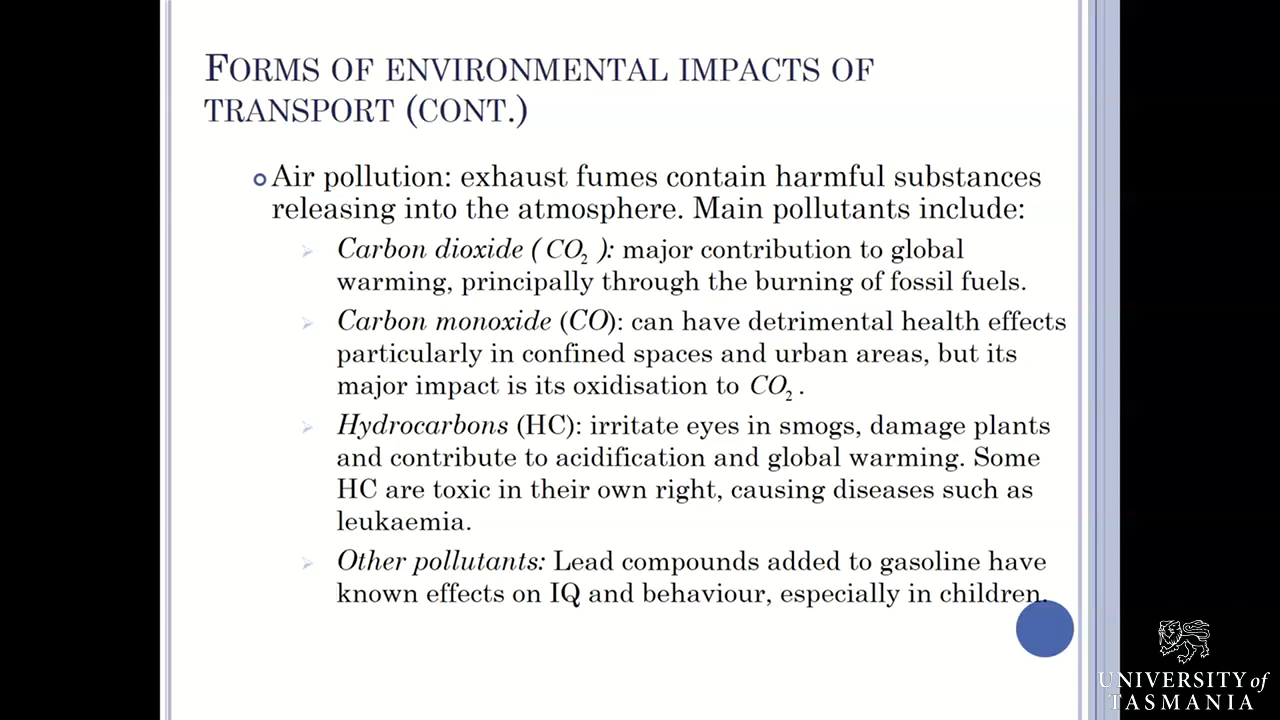 FORMS OF ENVIRONMENTAL IMPACTS OF
TRANSPORT (CONT.)
Air pollution: exhaust fumes contain harmful substances
releasing into the atmosphere. Main pollutants include:
Carbon dioxide ( CO₂ ): major contribution to global
warming, principally through the burning of fossil fuels.
Carbon monoxide (CO): can have detrimental health effects
particularly in confined spaces and urban areas, but its
major impact is its oxidisation to CO₂ .
Hydrocarbons (HC): irritate eyes in smogs, damage plants
and contribute to acidification and global warming. Some
HC are toxic in their own right, causing diseases such as
leukaemia.
Other pollutants: Lead compounds added to gasoline have
known effects on IQ and behaviour, especially in children.
UNIVERSITY of
TASMANIA